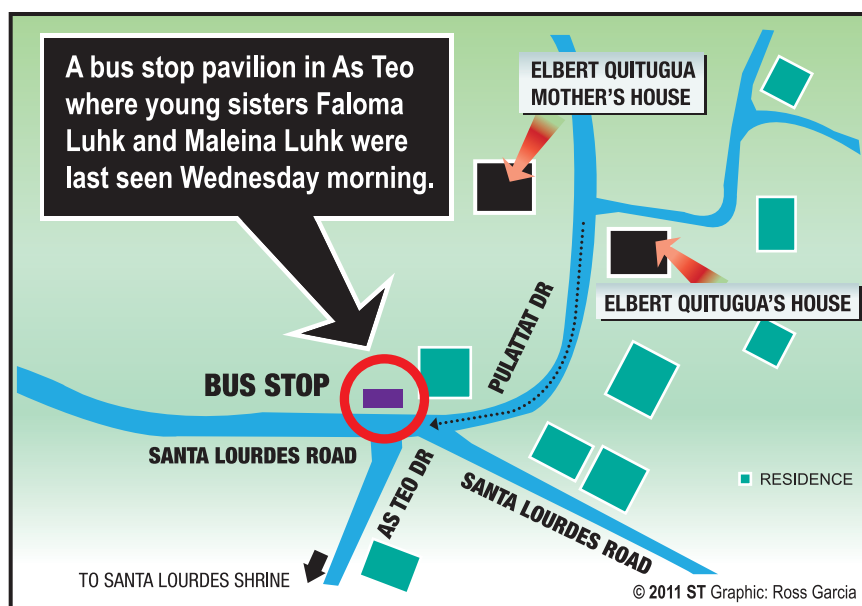 A bus stop pavilion in As Teo
where young sisters Faloma
Luhk and Maleina Luhk were
last seen Wednesday morning.
ELBERT QUITUGUA
MOTHER'S HOUSE
ELBERT QUITUGUA'S HOUSE
PULATTAT DR
BUS STOP
SANTA LOURDES ROAD
AS TEO DR
SANTA LOURDES ROAD
RESIDENCE
TO SANTA LOURDES SHRINE
© 2011 ST Graphic: Ross Garcia